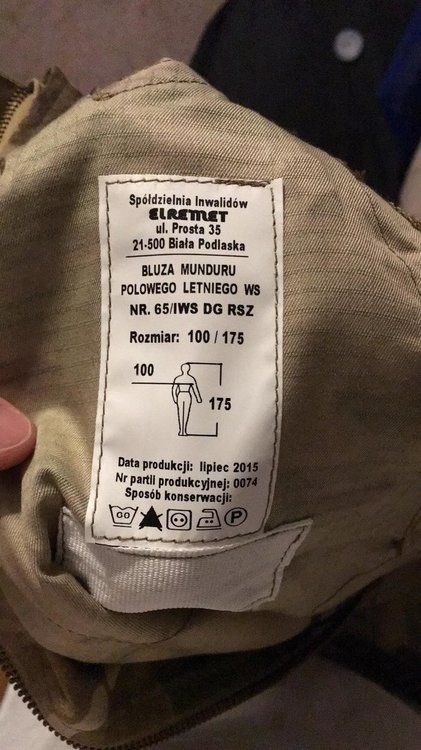 Spółdzielnia Inwalidów
ELREMET
ul. Prosta 35
21-500 Biała Podlaska
BLUZA MUNDURU
POLOWEGO LETNIEGO WS
NR. 65/IWS DG RSZ
Rozmiar: 100 / 175
100
175
Data produkcji: lipiec 2015
Nr partii produkcyjnej 0074
Sposób konserwacji:
60 P